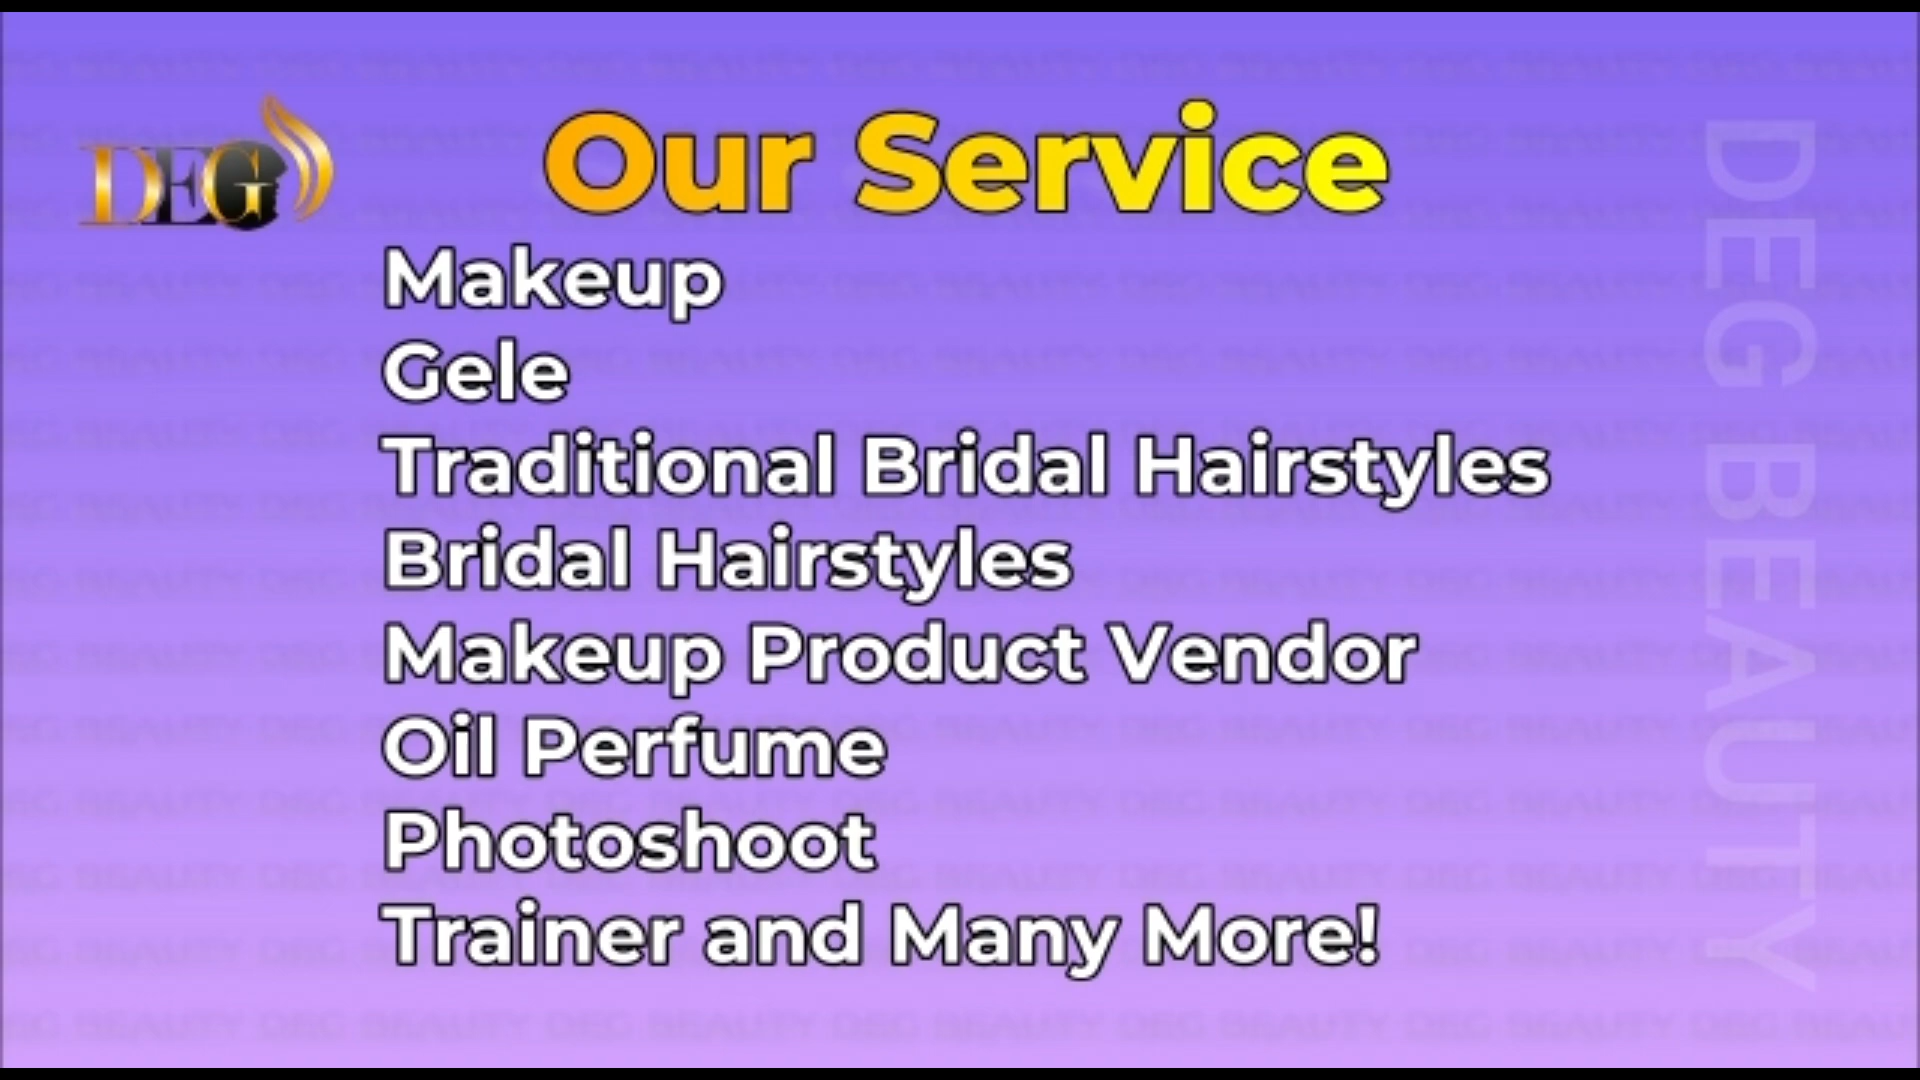 DEG
Our Service
Makeup
Gele
Traditional Bridal Hairstyles
Bridal Hairstyles
Makeup Product Vendor
Oil Perfume
Photoshoot
Trainer and Many More!
DEG BEAUTY